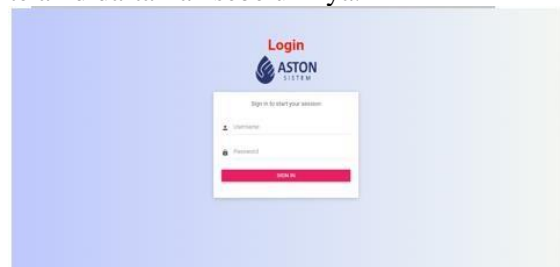 Login
ASTON
SISTEM
Sign in to start your session
Username
Password
SIGN IN